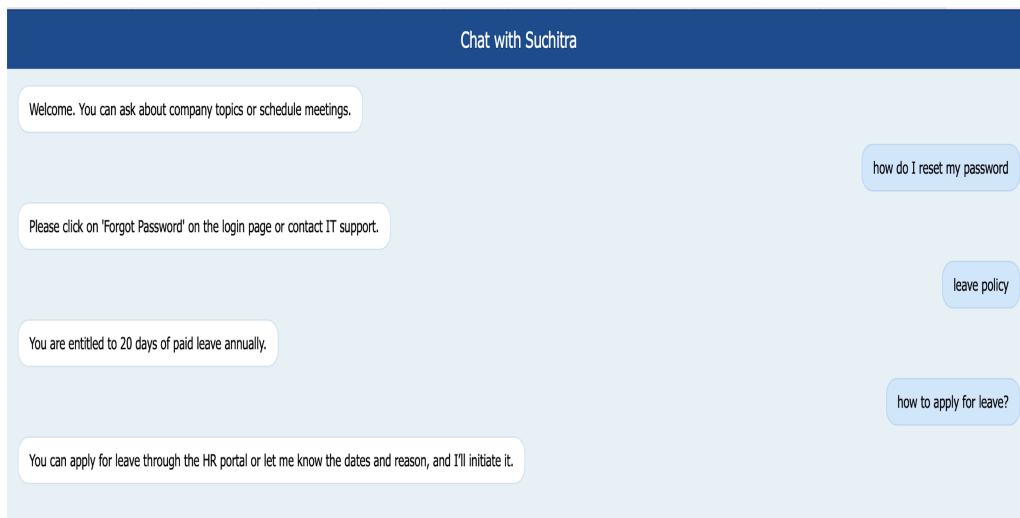 Chat with Suchitra
Welcome. You can ask about company topics or schedule meetings.
how do I reset my password
Please click on 'Forgot Password' on the login page or contact IT support.
leave policy
You are entitled to 20 days of paid leave annually.
how to apply for leave?
You can apply for leave through the HR portal or let me know the dates and reason, and I'll initiate it.